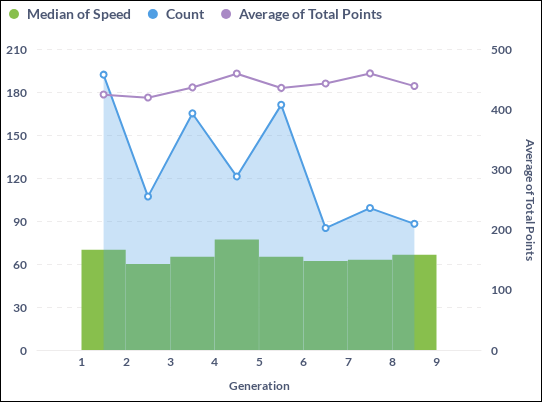 Median of Speed Count Average of Total Points
210 500
180 400
150
120 300
90 200
60
30 100
0 0
Average of Total Points
1 2 3 4 5 6 7 8 9
Generation